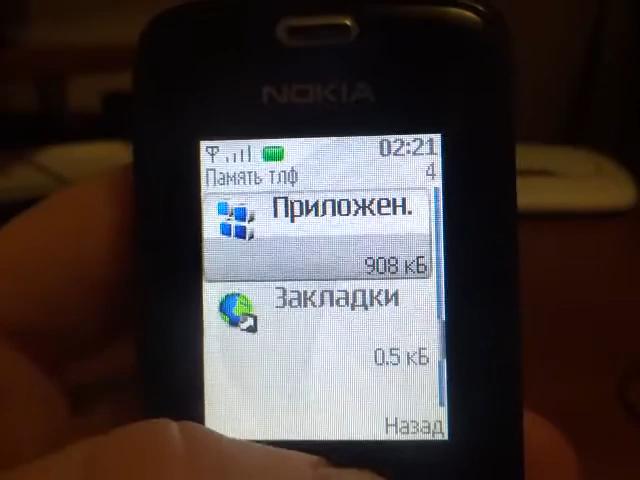 NOKIA
02:21
Память тлф 4
Приложен.
908 кБ
Закладки
0.5 кБ
Назад